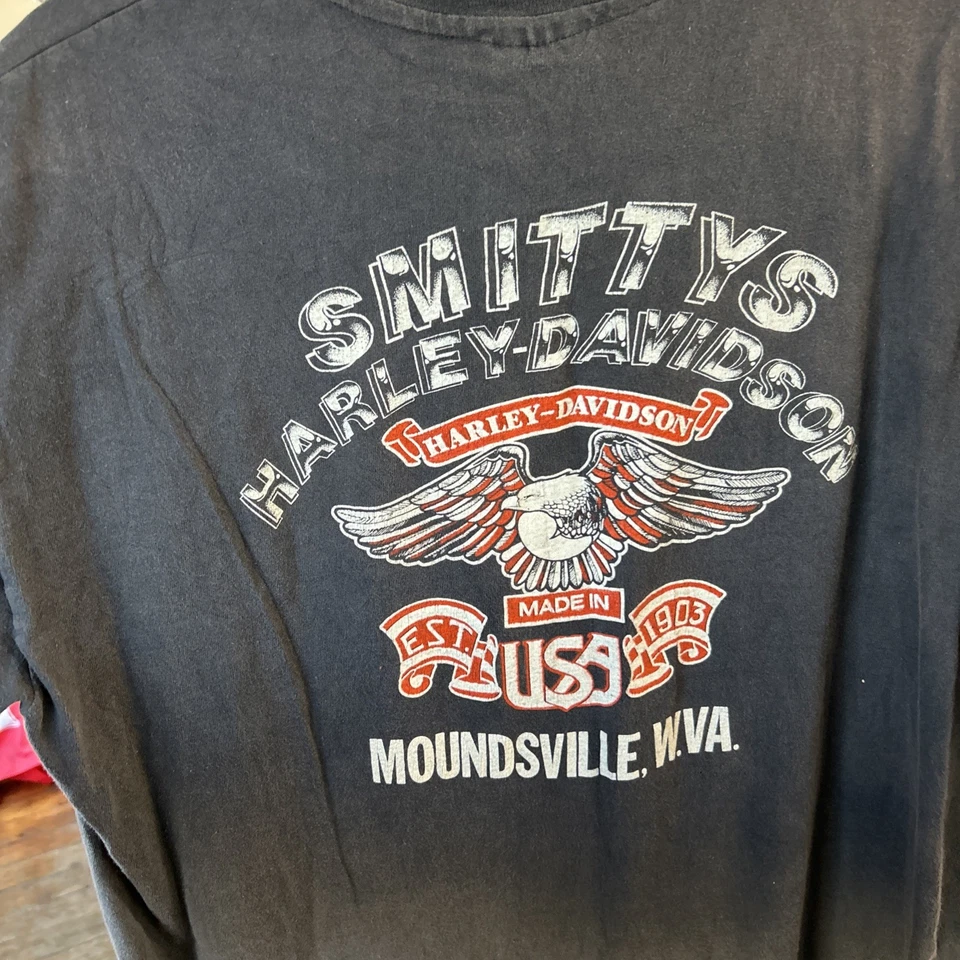 SMITTYS
HARLEY-DAVIDSON
HARLEY-DAVIDSON
MADE IN
EST. 1903
USA
MOUNDSVILLE, W.VA.